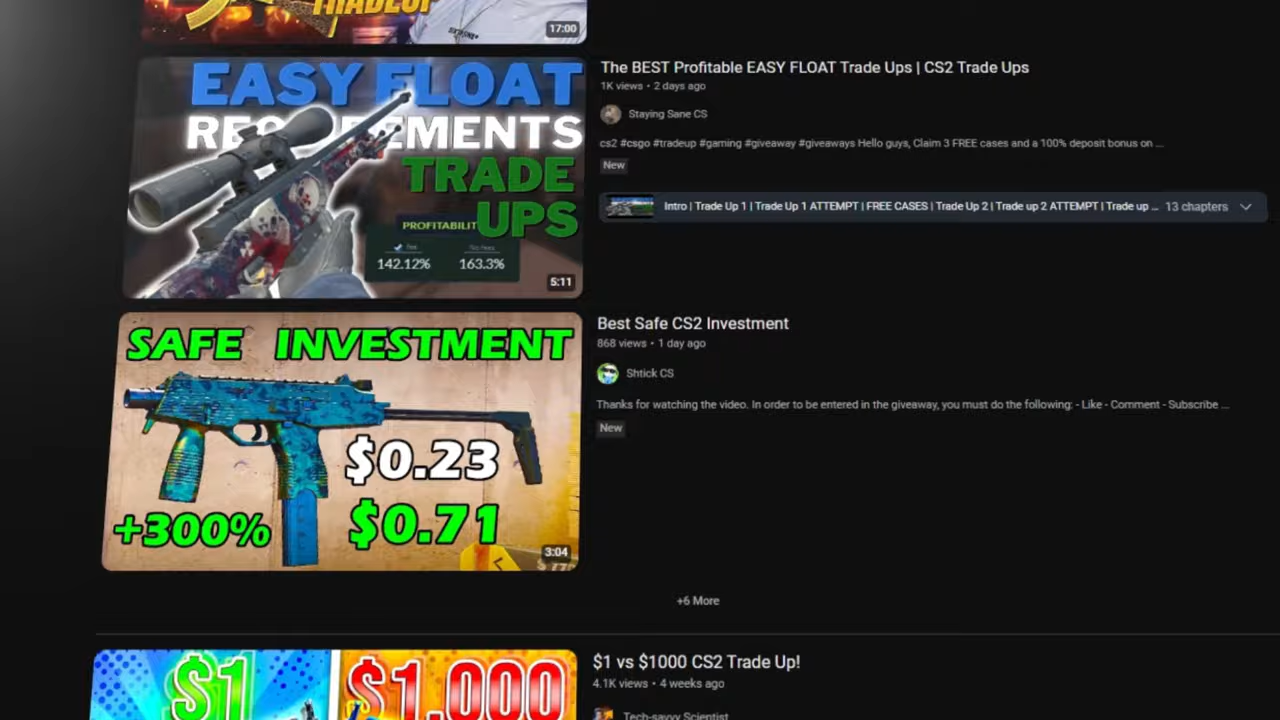 TRADEUP
17:00
EASY FLOAT
REQUIREMENTS
TRADE
UPS
PROFITABILIT
Fee
No Fees
142.12%
163.3%
5:11
The BEST Profitable EASY FLOAT Trade Ups | CS2 Trade Ups
1K views • 2 days ago
Staying Sane CS
cs2 #csgo #tradeup #gaming #giveaway #giveaways Hello guys, Claim 3 FREE cases and a 100% deposit bonus on ...
New
Intro | Trade Up 1 | Trade Up 1 ATTEMPT | FREE CASES | Trade Up 2 | Trade up 2 ATTEMPT | Trade up ... 13 chapters
SAFE INVESTMENT
$0.23
+300%
$0.71
3:04
Best Safe CS2 Investment
868 views • 1 day ago
Shtick CS
Thanks for watching the video. In order to be entered in the giveaway, you must do the following: - Like - Comment - Subscribe ...
New
+6 More
$1
$1,000
$1 vs $1000 CS2 Trade Up!
4.1K views • 4 weeks ago
Tech-savvy Scientist